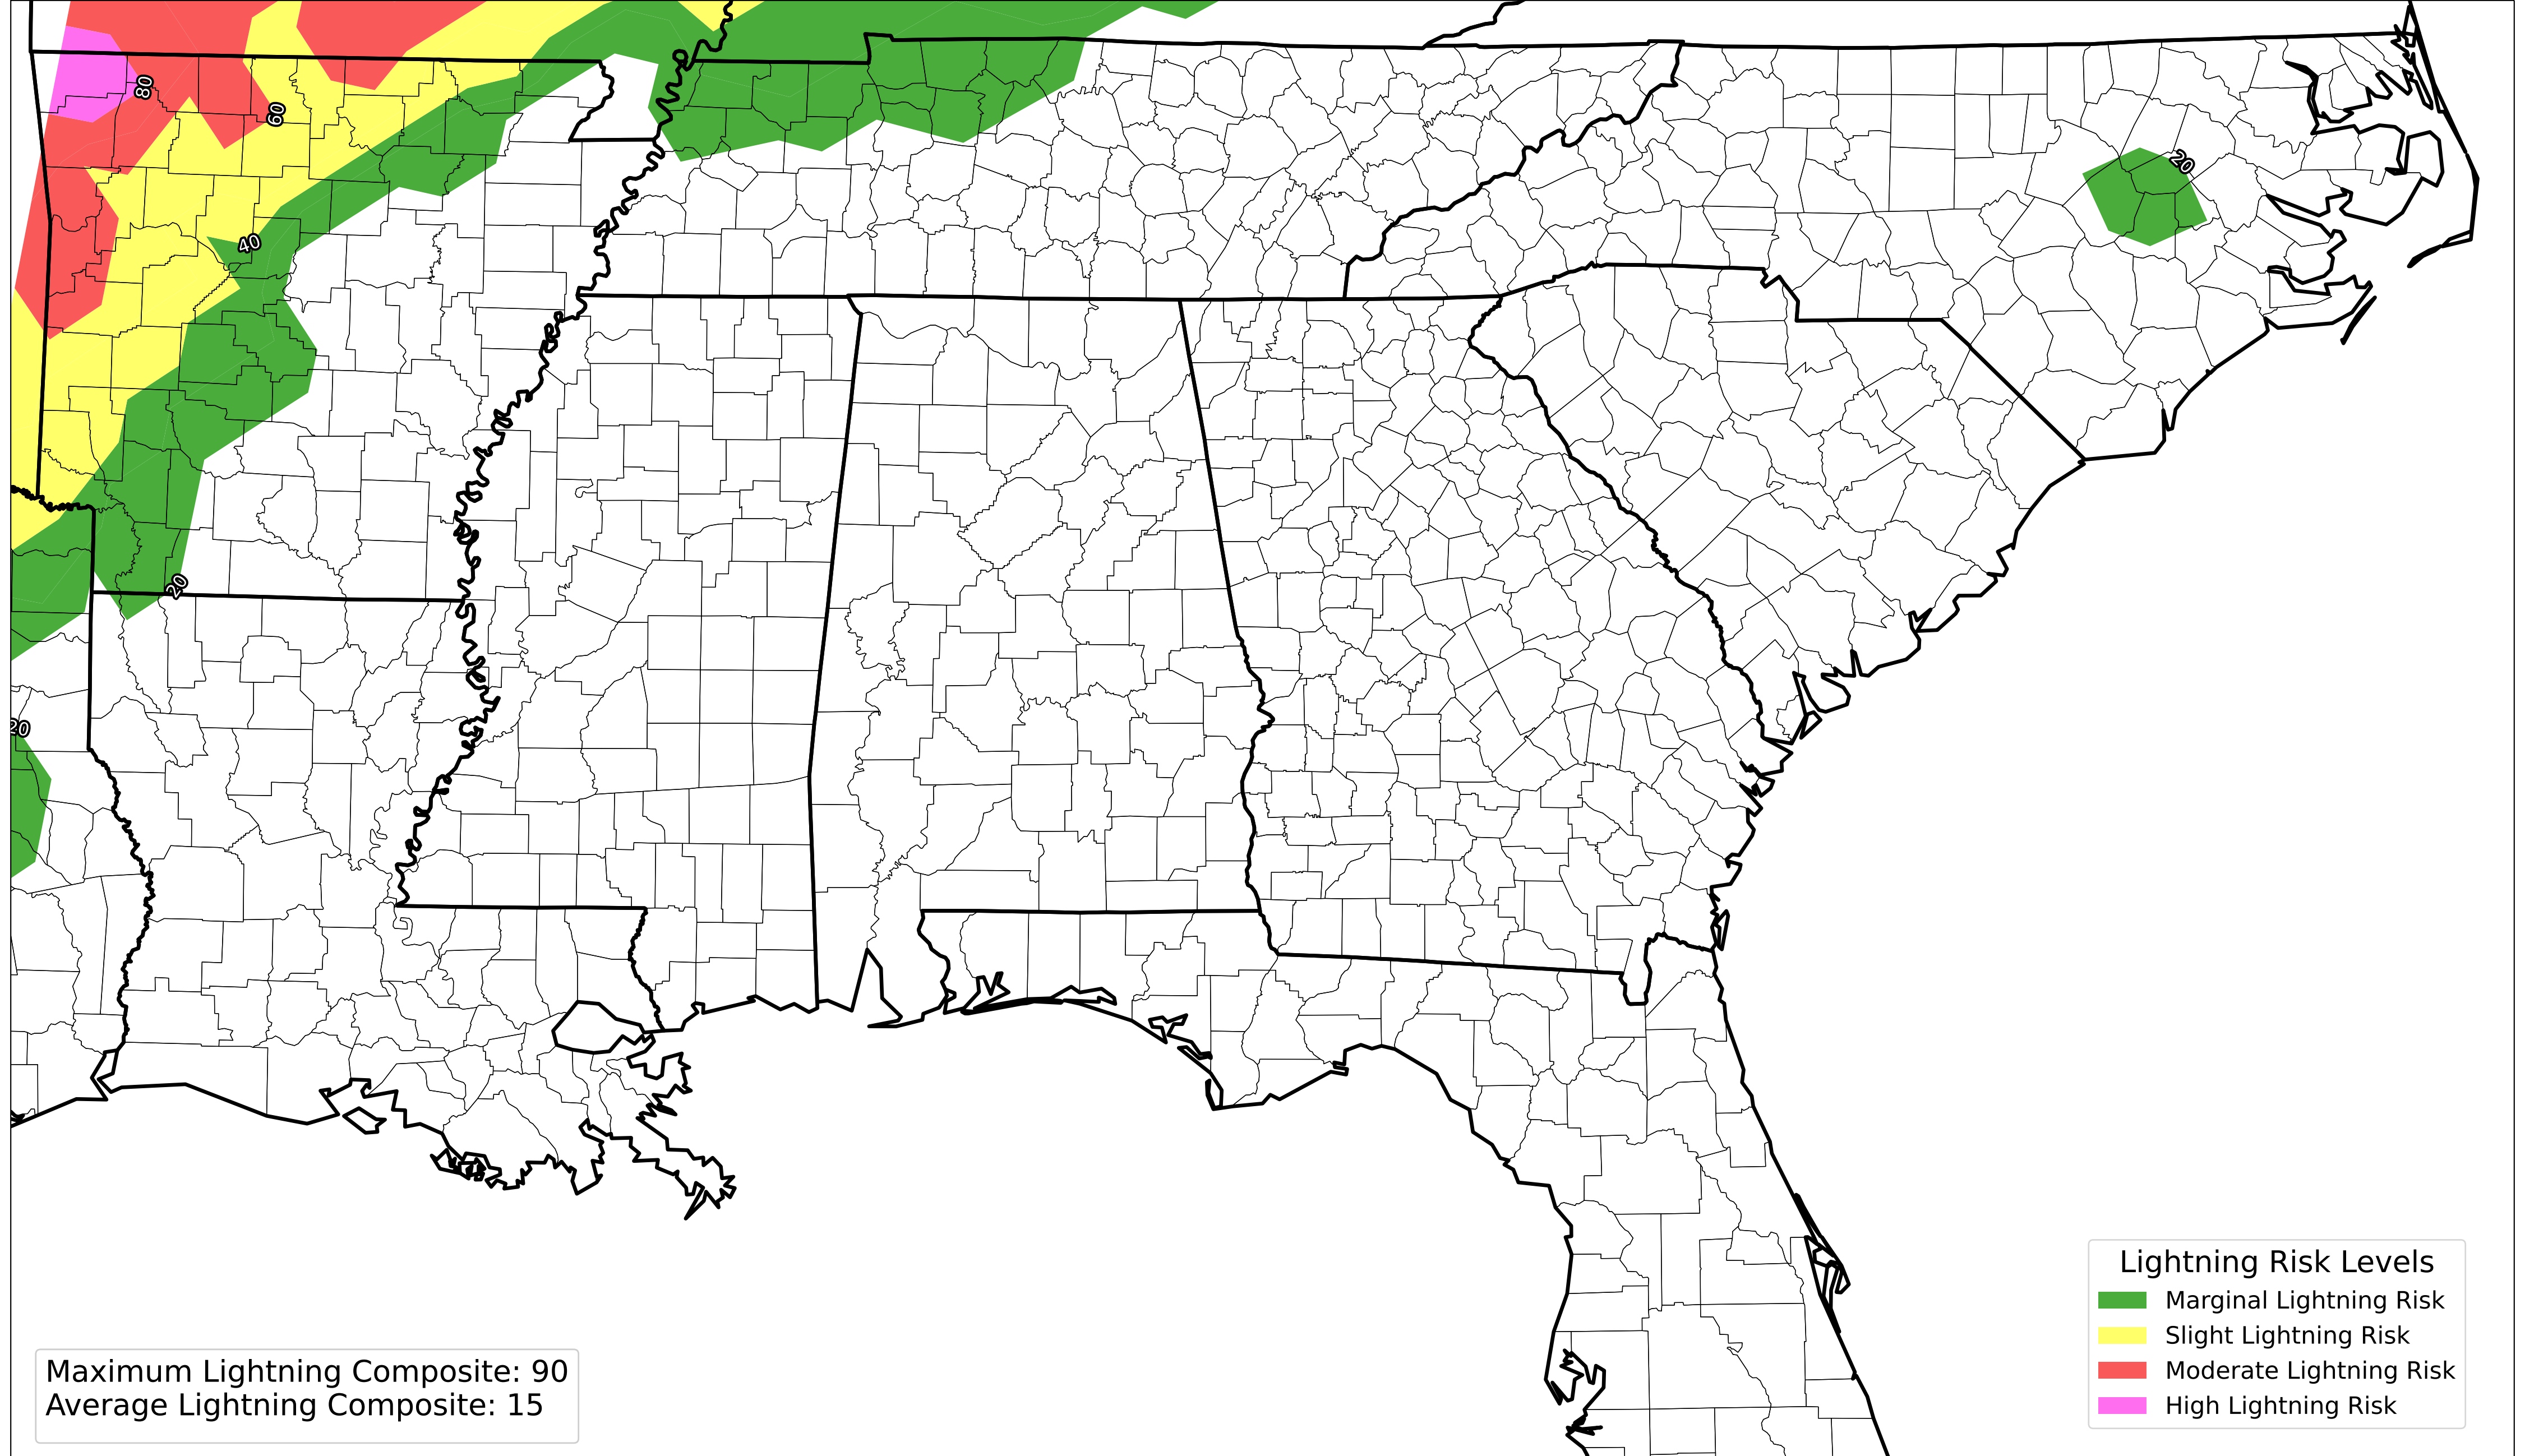 80
60
20
40
20
20
Lightning Risk Levels
Marginal Lightning Risk
Slight Lightning Risk
Moderate Lightning Risk
High Lightning Risk
Maximum Lightning Composite: 90
Average Lightning Composite: 15